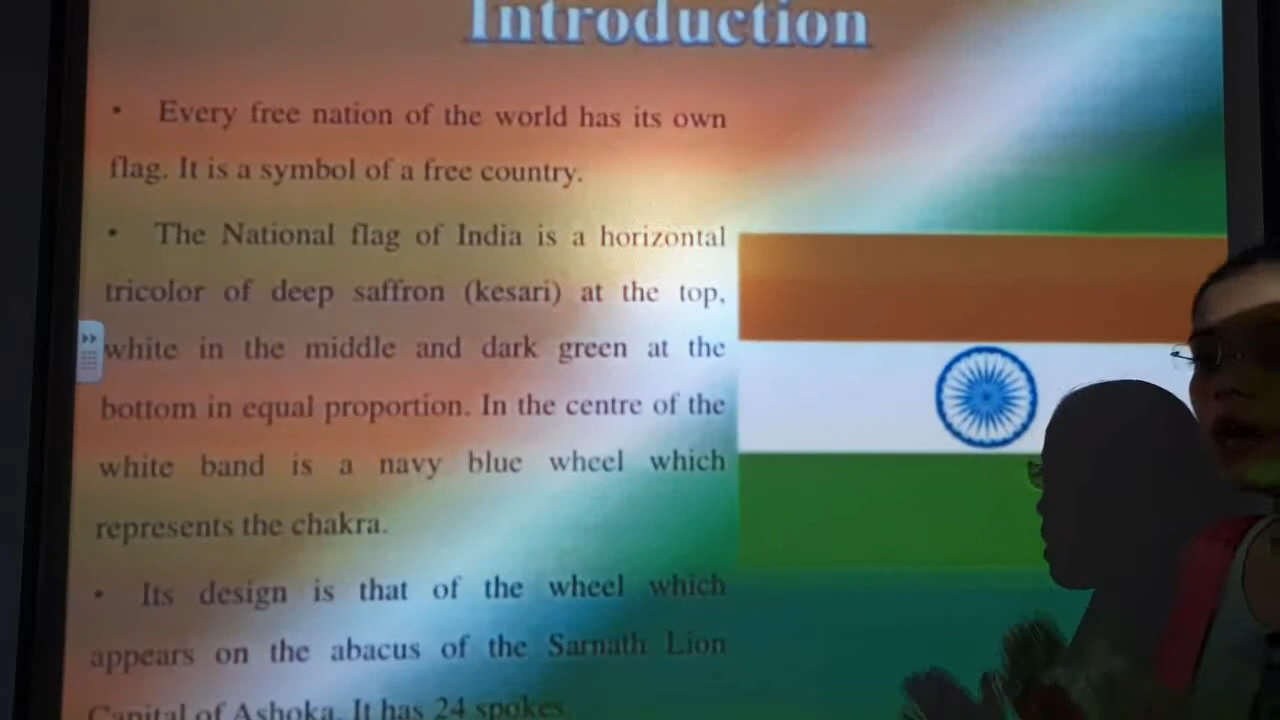 Introduction
• Every free nation of the world has its own
flag. It is a symbol of a free country.
• The National flag of India is a horizontal
tricolor of deep saffron (kesari) at the top,
white in the middle and dark green at the
bottom in equal proportion. In the centre of the
white band is a navy blue wheel which
represents the chakra.
• Its design is that of the wheel which
appears on the abacus of the Sarnath Lion
Capital of Ashoka. It has 24 spokes.